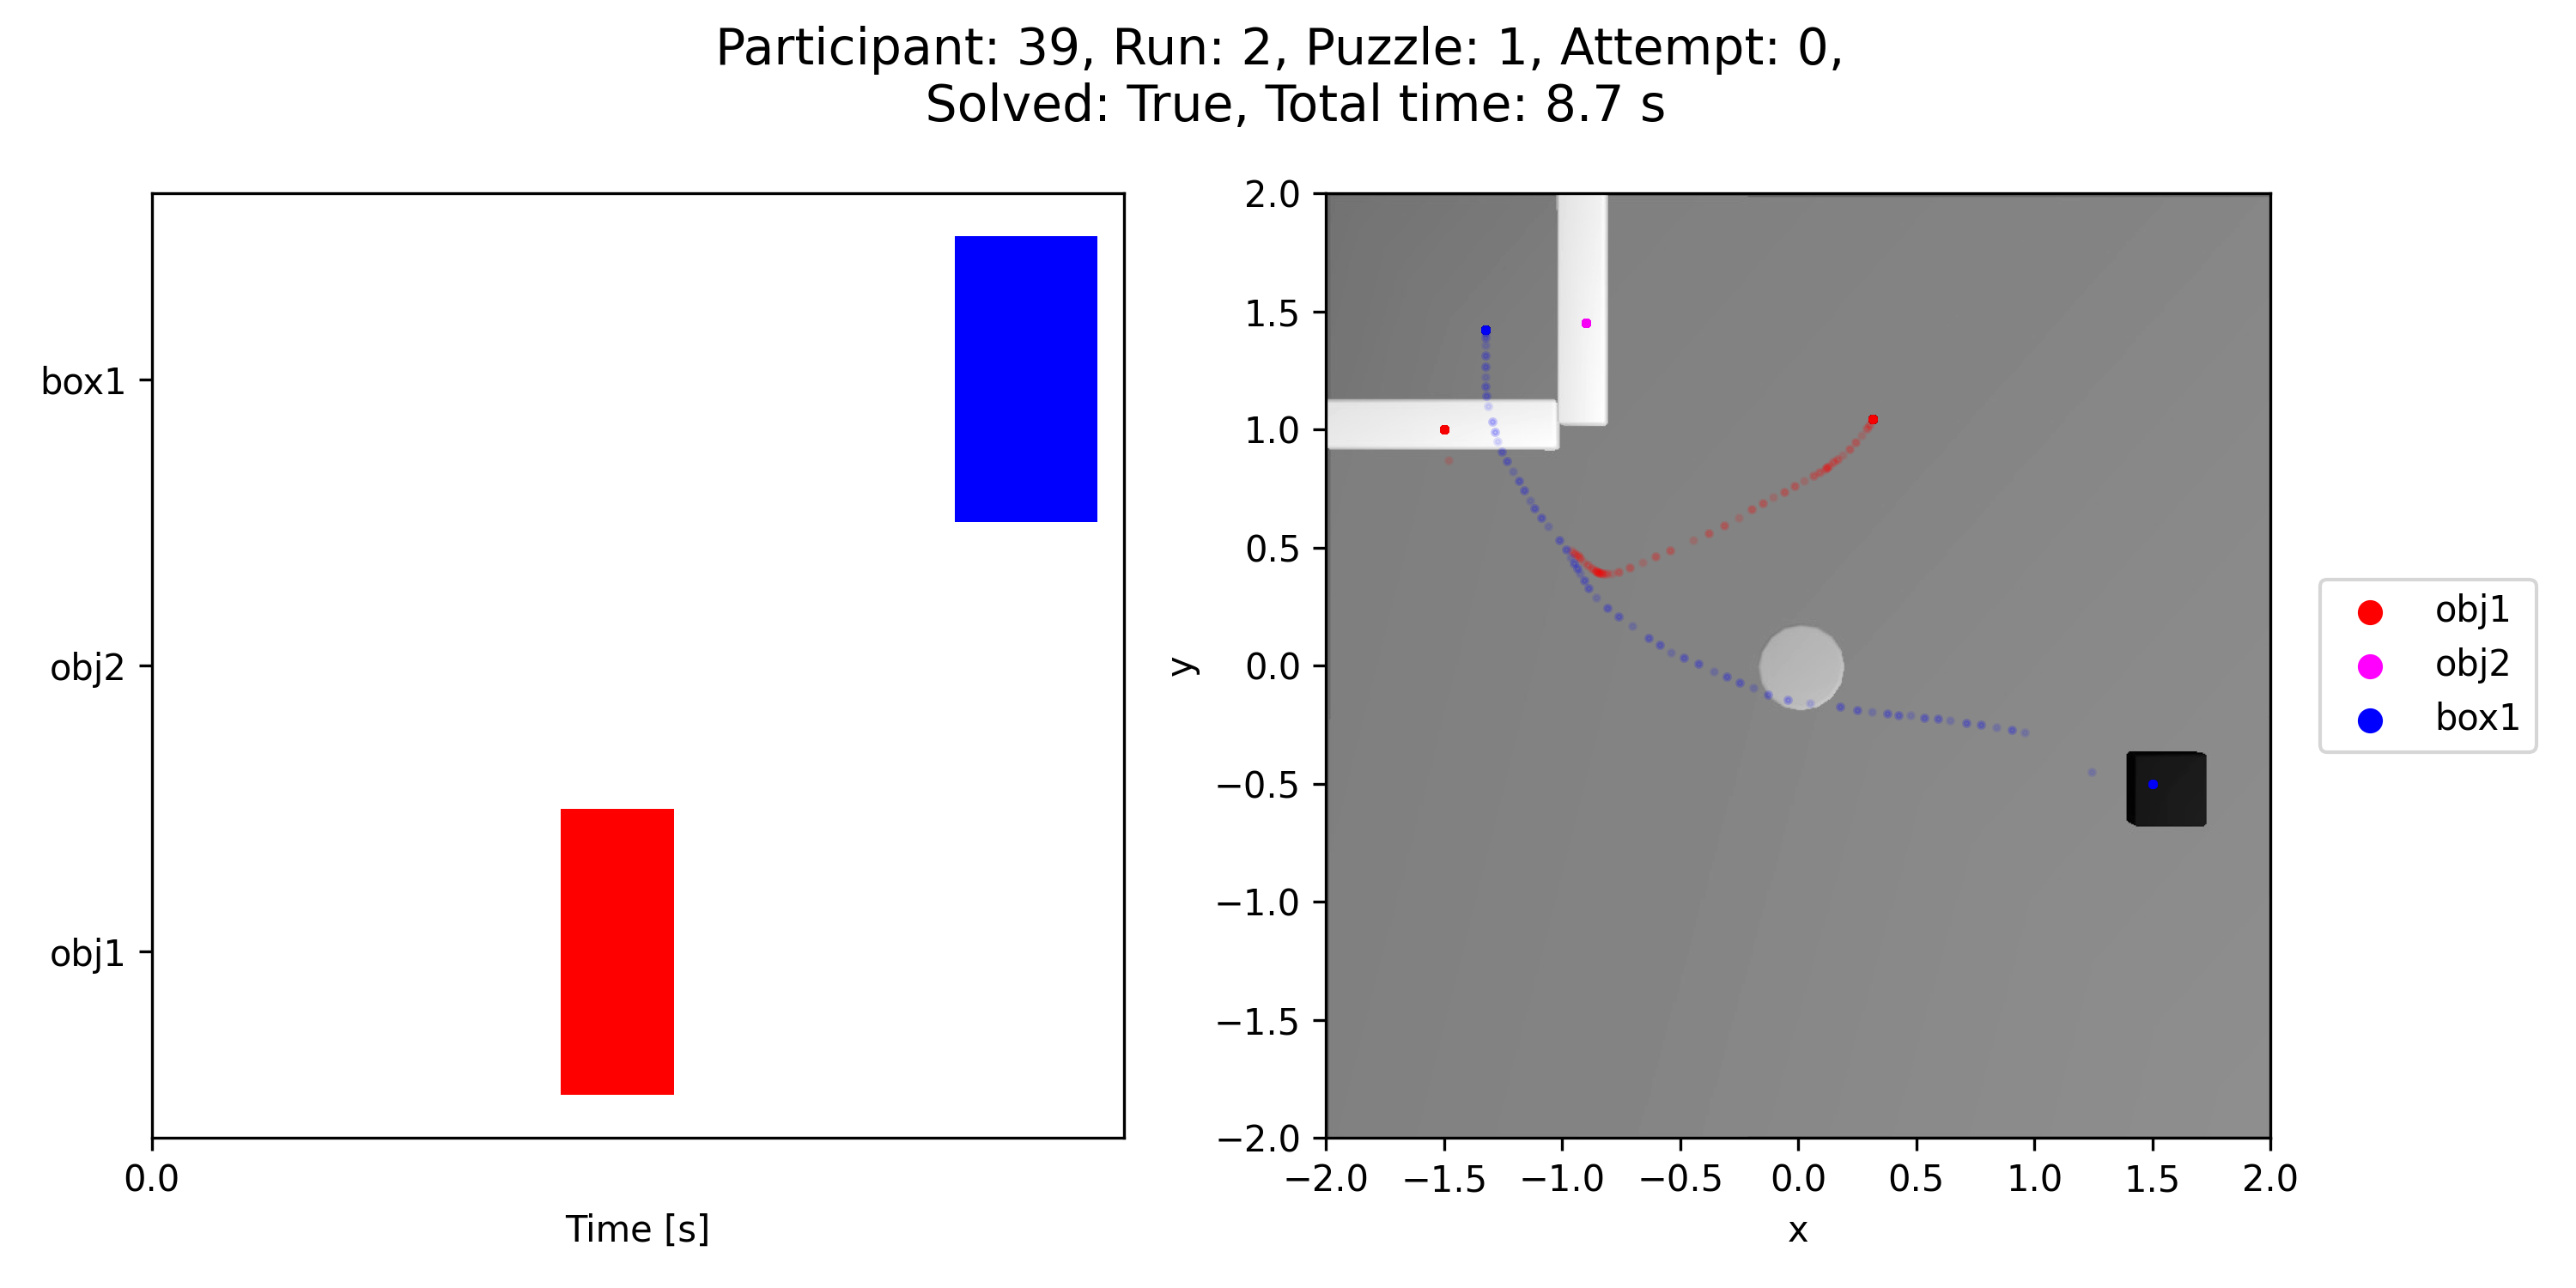 Participant: 39, Run: 2, Puzzle: 1, Attempt: 0,
Solved: True, Total time: 8.7 s
box1
obj2
obj1
0.0
Time [s]
2.0
1.5
1.0
0.5
0.0
−0.5
−1.0
−1.5
−2.0
y
−2.0 −1.5 −1.0 −0.5 0.0 0.5 1.0 1.5 2.0
x
obj1
obj2
box1